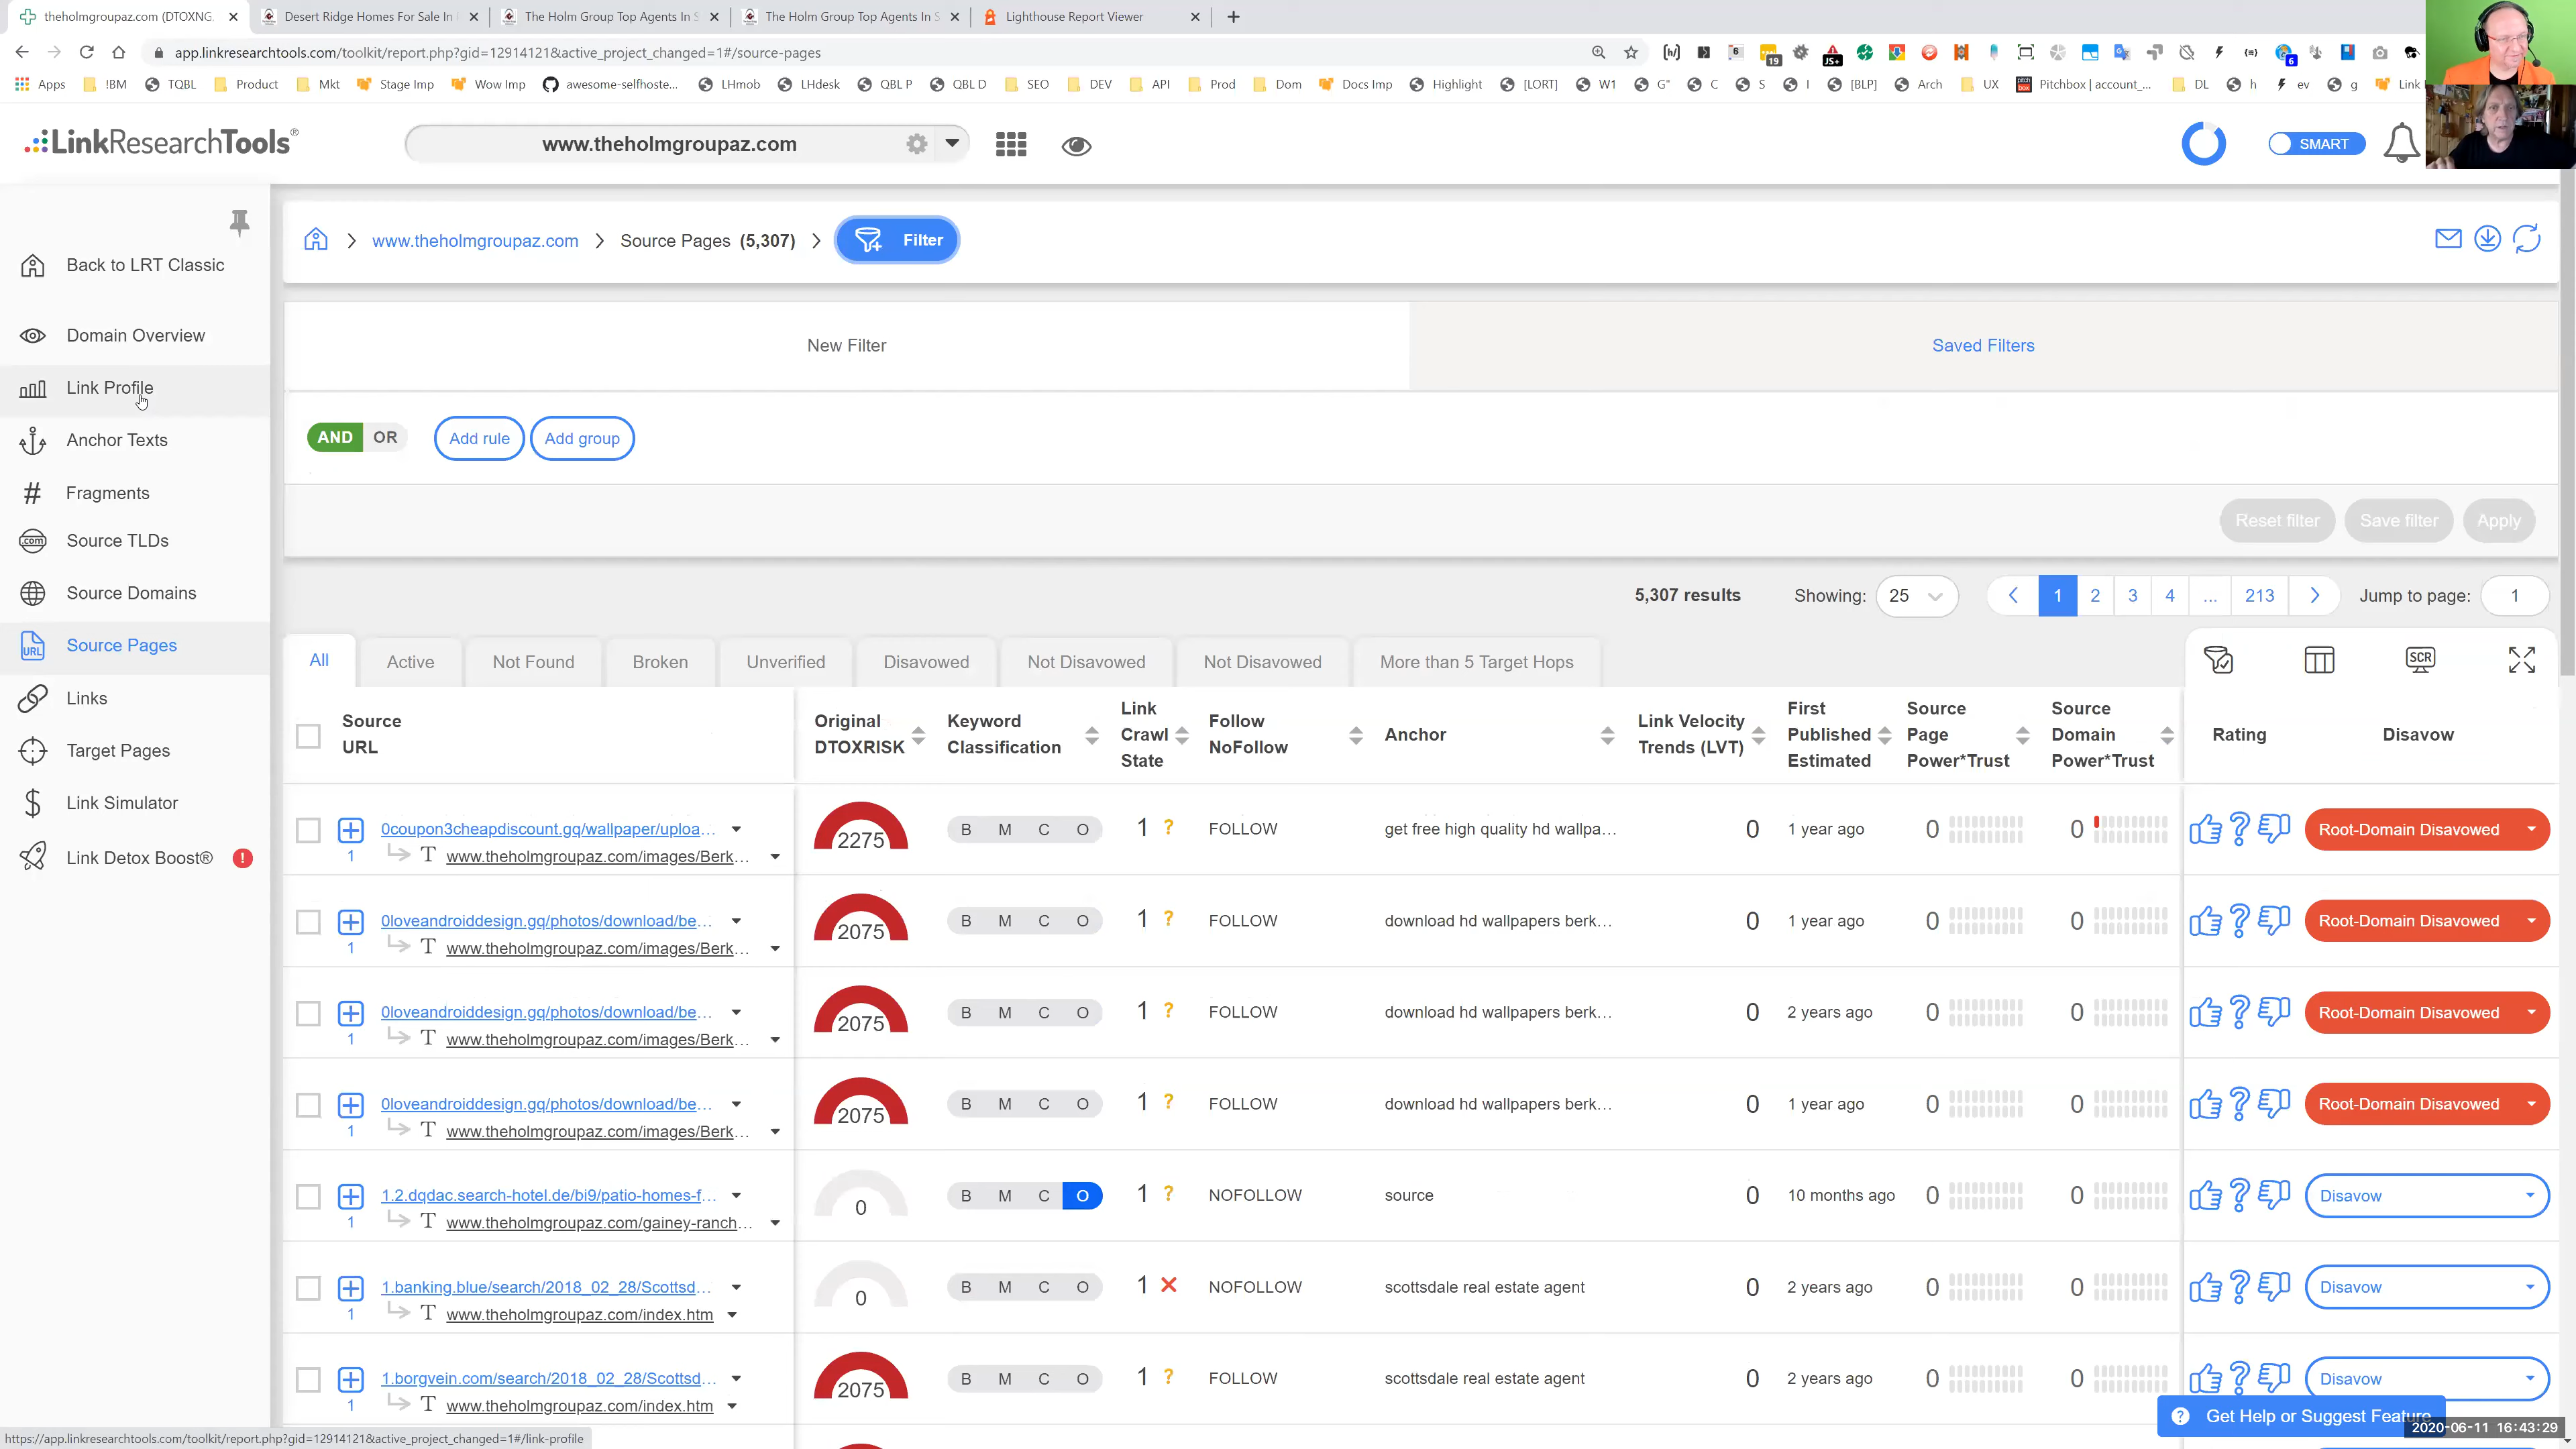 theholmgroupaz.com (DTOXNG
Desert Ridge Homes For Sale In
The Holm Group Top Agents In S
The Holm Group Top Agents In S
Lighthouse Report Viewer
app.linkresearchtools.com/toolkit/report.php?gid=12914121&active_project_changed=1#/source-pages
Apps !BM TQBL Product Mkt Stage Imp Wow Imp awesome-selfhoste... LHmob LHdesk QBL P QBL D SEO DEV API Prod Dom Docs Imp Highlight [LORT] W1 G" C S I [BLP] Arch UX Pitchbox | account_... DL h ev g Link
LinkResearchTools®
www.theholmgroupaz.com
SMART
Back to LRT Classic
Domain Overview
Link Profile
Anchor Texts
Fragments
Source TLDs
Source Domains
Source Pages
Links
Target Pages
Link Simulator
Link Detox Boost® !
www.theholmgroupaz.com > Source Pages (5,307) > Filter
New Filter
Saved Filters
AND OR Add rule Add group
Reset filter Save filter Apply
5,307 results Showing: 25 1 2 3 4 ... 213 Jump to page: 1
All Active Not Found Broken Unverified Disavowed Not Disavowed Not Disavowed More than 5 Target Hops
SCR
Source URL
Original DTOXRISK
Keyword Classification
Link Crawl State
Follow NoFollow
Anchor
Link Velocity Trends (LVT)
First Published Estimated
Source Page Power*Trust
Source Domain Power*Trust
Rating
Disavow
0coupon3cheapdiscount.gq/wallpaper/uploa... 2275 B M C O 1 ? FOLLOW get free high quality hd wallpa... 0 1 year ago 0 0 Root-Domain Disavowed
1 T www.theholmgroupaz.com/images/Berk...
0loveandroiddesign.gq/photos/download/be... 2075 B M C O 1 ? FOLLOW download hd wallpapers berk... 0 1 year ago 0 0 Root-Domain Disavowed
1 T www.theholmgroupaz.com/images/Berk...
0loveandroiddesign.gq/photos/download/be... 2075 B M C O 1 ? FOLLOW download hd wallpapers berk... 0 2 years ago 0 0 Root-Domain Disavowed
1 T www.theholmgroupaz.com/images/Berk...
0loveandroiddesign.gq/photos/download/be... 2075 B M C O 1 ? FOLLOW download hd wallpapers berk... 0 1 year ago 0 0 Root-Domain Disavowed
1 T www.theholmgroupaz.com/images/Berk...
1.2.dqdac.search-hotel.de/bi9/patio-homes-f... 0 B M C O 1 ? NOFOLLOW source 0 10 months ago 0 0 Disavow
1 T www.theholmgroupaz.com/gainey-ranch...
1.banking.blue/search/2018_02_28/Scottsd... 0 B M C O 1 NOFOLLOW scottsdale real estate agent 0 2 years ago 0 0 Disavow
1 T www.theholmgroupaz.com/index.htm
1.borgvein.com/search/2018_02_28/Scottsd... 2075 B M C O 1 ? FOLLOW scottsdale real estate agent 0 2 years ago 0 0 Disavow
1 T www.theholmgroupaz.com/index.htm
Get Help or Suggest Feature
2020-06-11 16:43:29
https://app.linkresearchtools.com/toolkit/report.php?gid=12914121&active_project_changed=1#/link-profile